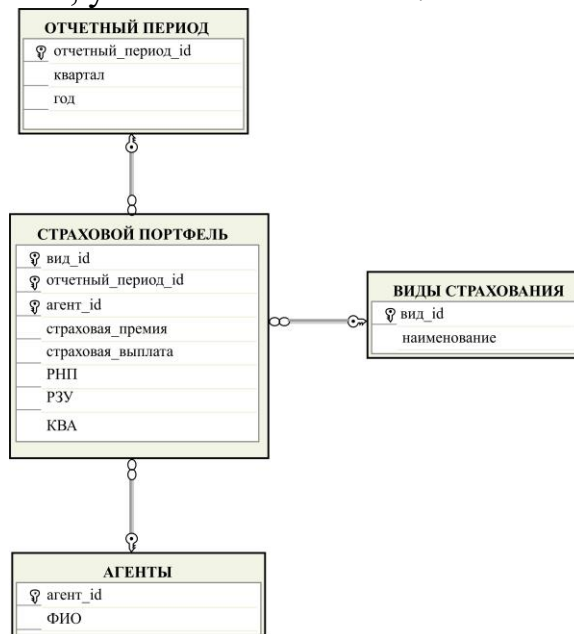 ОТЧЕТНЫЙ ПЕРИОД
отчетный_период_id
квартал
год
СТРАХОВОЙ ПОРТФЕЛЬ
вид_id
отчетный_период_id
агент_id
страховая_премия
страховая_выплата
РНП
РЗУ
КВА
ВИДЫ СТРАХОВАНИЯ
вид_id
наименование
АГЕНТЫ
агент_id
ФИО